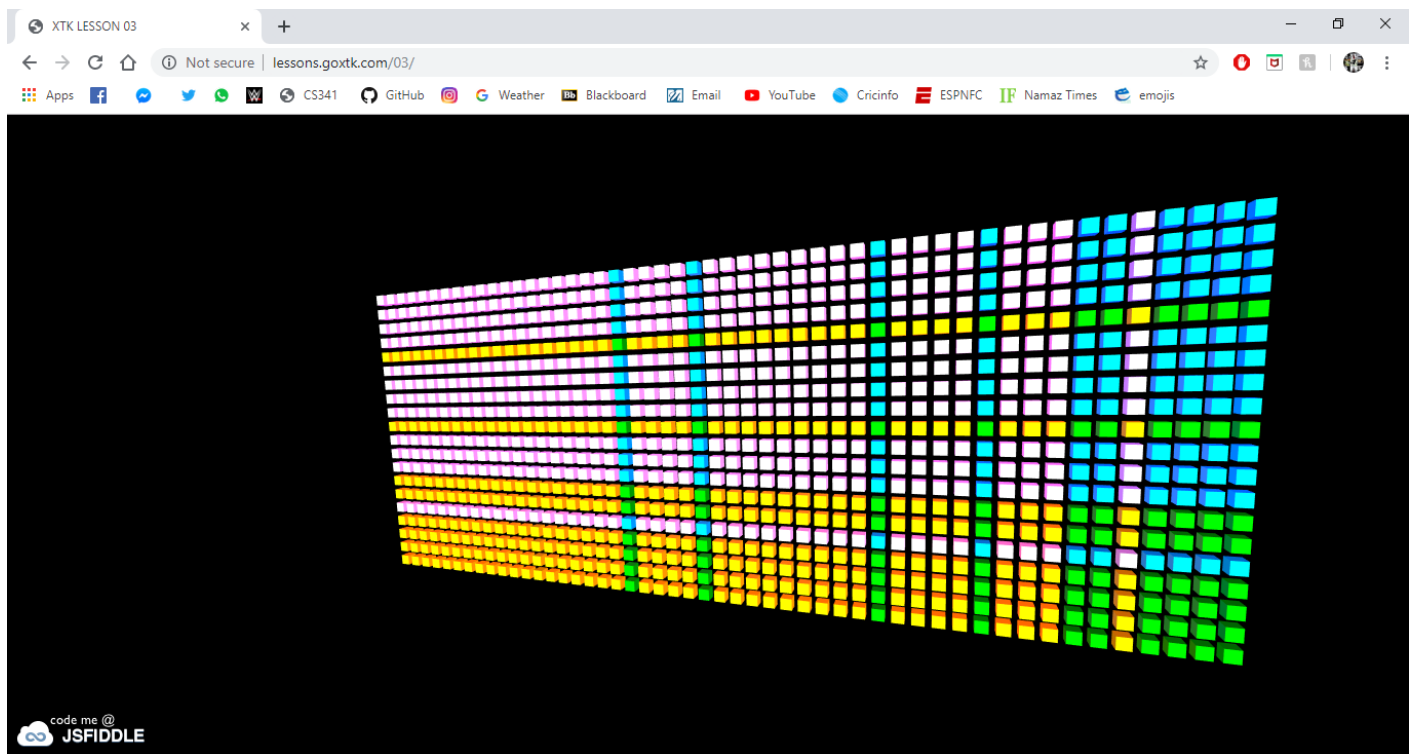 XTK LESSON 03
Not secure | lessons.goxtk.com/03/
Apps CS341 GitHub Weather Blackboard Email YouTube Cricinfo ESPNFC Namaz Times emojis
code me @
JSFIDDLE